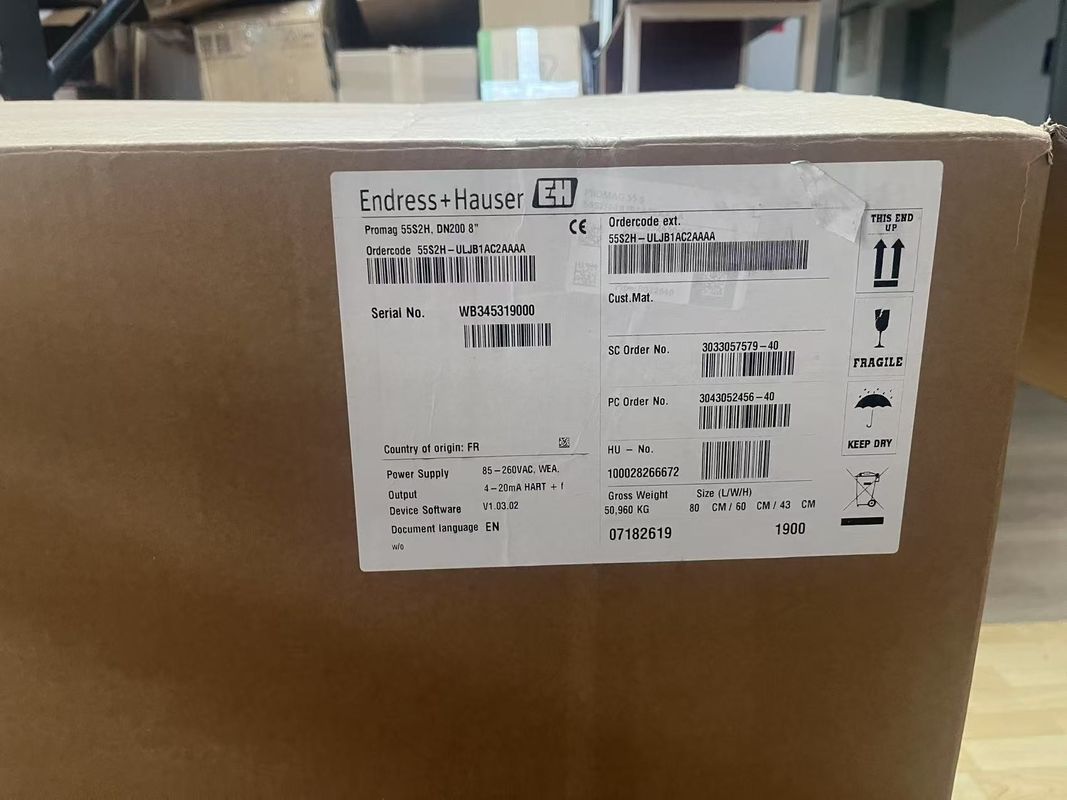 Endress+Hauser EH
Promag 55S2H, DN200 8"
Ordercode 55S2H-ULJB1AC2AAAA
Serial No. WB345319000
Country of origin: FR
Power Supply 85-260VAC, WEA,
Output 4-20mA HART + f
Device Software V1.03.02
Document language EN
w/o
CE
Ordercode ext.
55S2H-ULJB1AC2AAAA
Cust.Mat.
SC Order No. 3033057579-40
PC Order No. 3043052456-40
HU - No.
100028266672
Gross Weight Size (L/W/H)
50,960 KG 80 CM / 60 CM / 43 CM
07182619 1900
THIS END
UP
FRAGILE
KEEP DRY